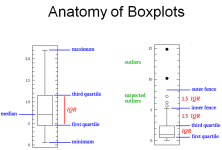 Anatomy of Boxplots
maximum
third quartile
IQR
median
first quartile
minimum
outliers
outer fence
suspected
outliers
1.5 IQR
inner fence
1.5 IQR
third quartile
IQR
first quartile